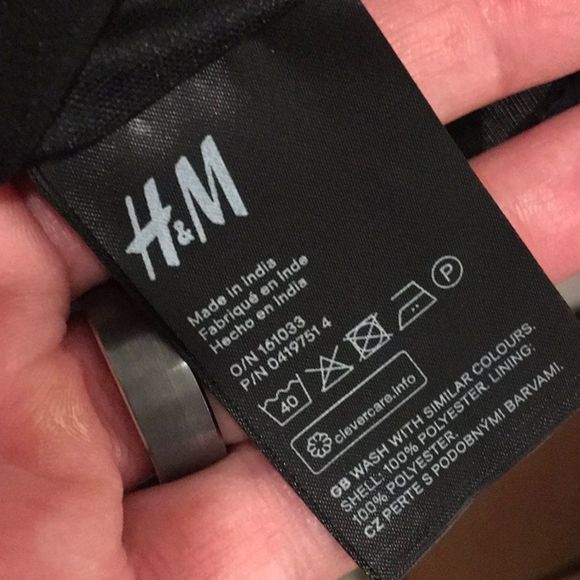 H&M
Made in India
Fabriqué en Inde
Hecho en India
O/N 161033
P/N 0419751 4
40
P
clevercare.info
GB WASH WITH SIMILAR COLOURS.
SHELL: 100% POLYESTER. LINING:
100% POLYESTER.
CZ PERTE S PODOBNÝMI BARVAMI.